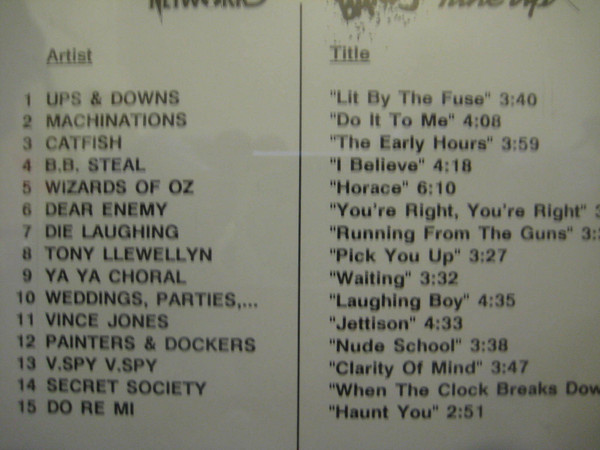 Artist Title
1 UPS & DOWNS "Lit By The Fuse" 3:40
2 MACHINATIONS "Do It To Me" 4:08
3 CATFISH "The Early Hours" 3:59
4 B.B. STEAL "I Believe" 4:18
5 WIZARDS OF OZ "Horace" 6:10
6 DEAR ENEMY "You're Right, You're Right"
7 DIE LAUGHING "Running From The Guns" 3:
8 TONY LLEWELLYN "Pick You Up" 3:27
9 YA YA CHORAL "Waiting" 3:32
10 WEDDINGS, PARTIES,... "Laughing Boy" 4:35
11 VINCE JONES "Jettison" 4:33
12 PAINTERS & DOCKERS "Nude School" 3:38
13 V.SPY V.SPY "Clarity Of Mind" 3:47
14 SECRET SOCIETY "When The Clock Breaks Dow
15 DO RE MI "Haunt You" 2:51